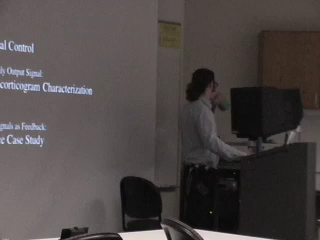 al Control
ly Output Signal:
corticogram Characterization
gnals as Feedback:
e Case Study